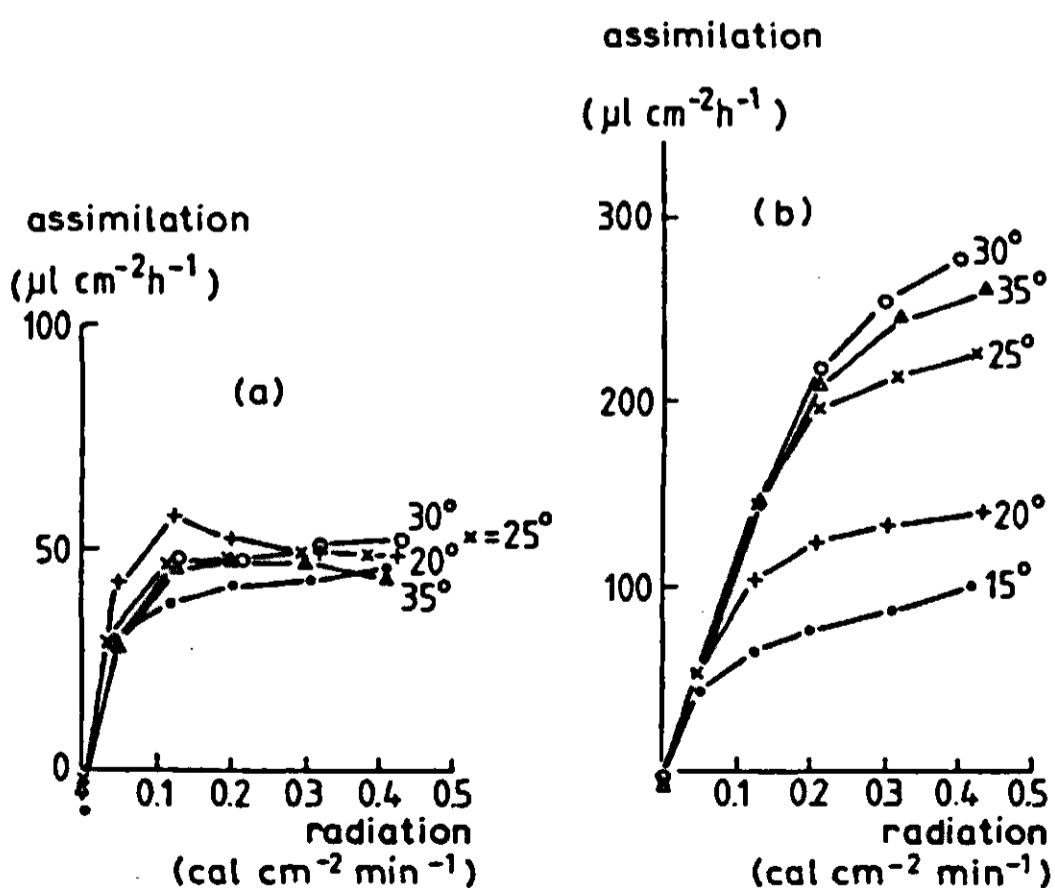 assimilation
(µl cm⁻²h⁻¹)
100
50
0
(a)
30°
x = 25°
20°
35°
0.1 0.2 0.3 0.4 0.5
radiation
(cal cm⁻² min⁻¹)
assimilation
(µl cm⁻²h⁻¹)
300
200
100
(b)
30°
35°
25°
20°
15°
0.1 0.2 0.3 0.4 0.5
radiation
(cal cm⁻² min⁻¹)